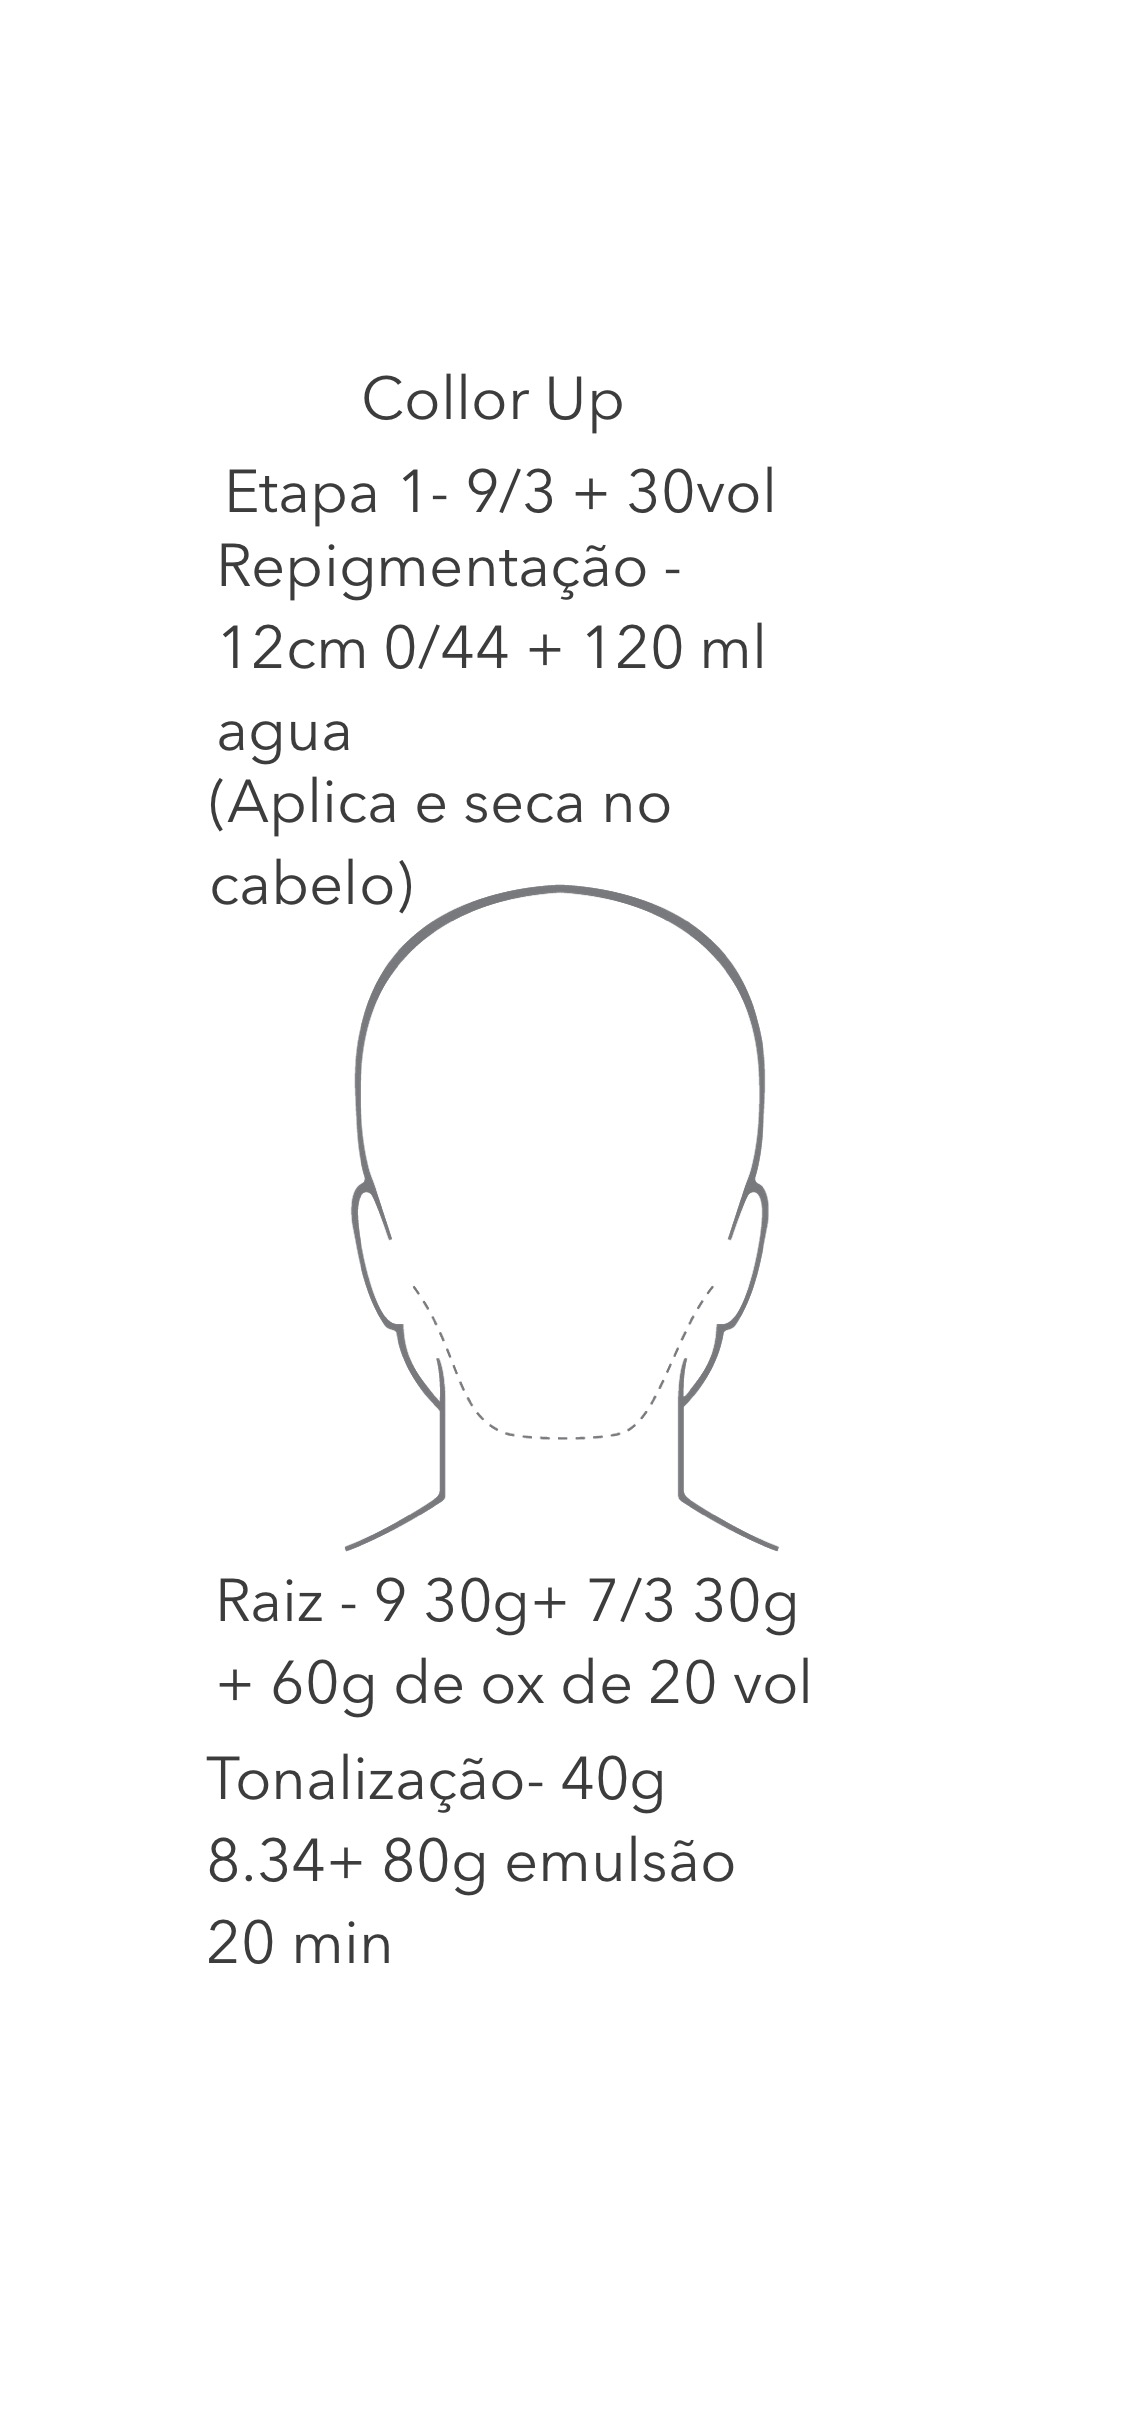 Collor Up
Etapa 1- 9/3 + 30vol
Repigmentação -
12cm 0/44 + 120 ml
agua
(Aplica e seca no
cabelo)
Raiz - 9 30g+ 7/3 30g
+ 60g de ox de 20 vol
Tonalização- 40g
8.34+ 80g emulsão
20 min